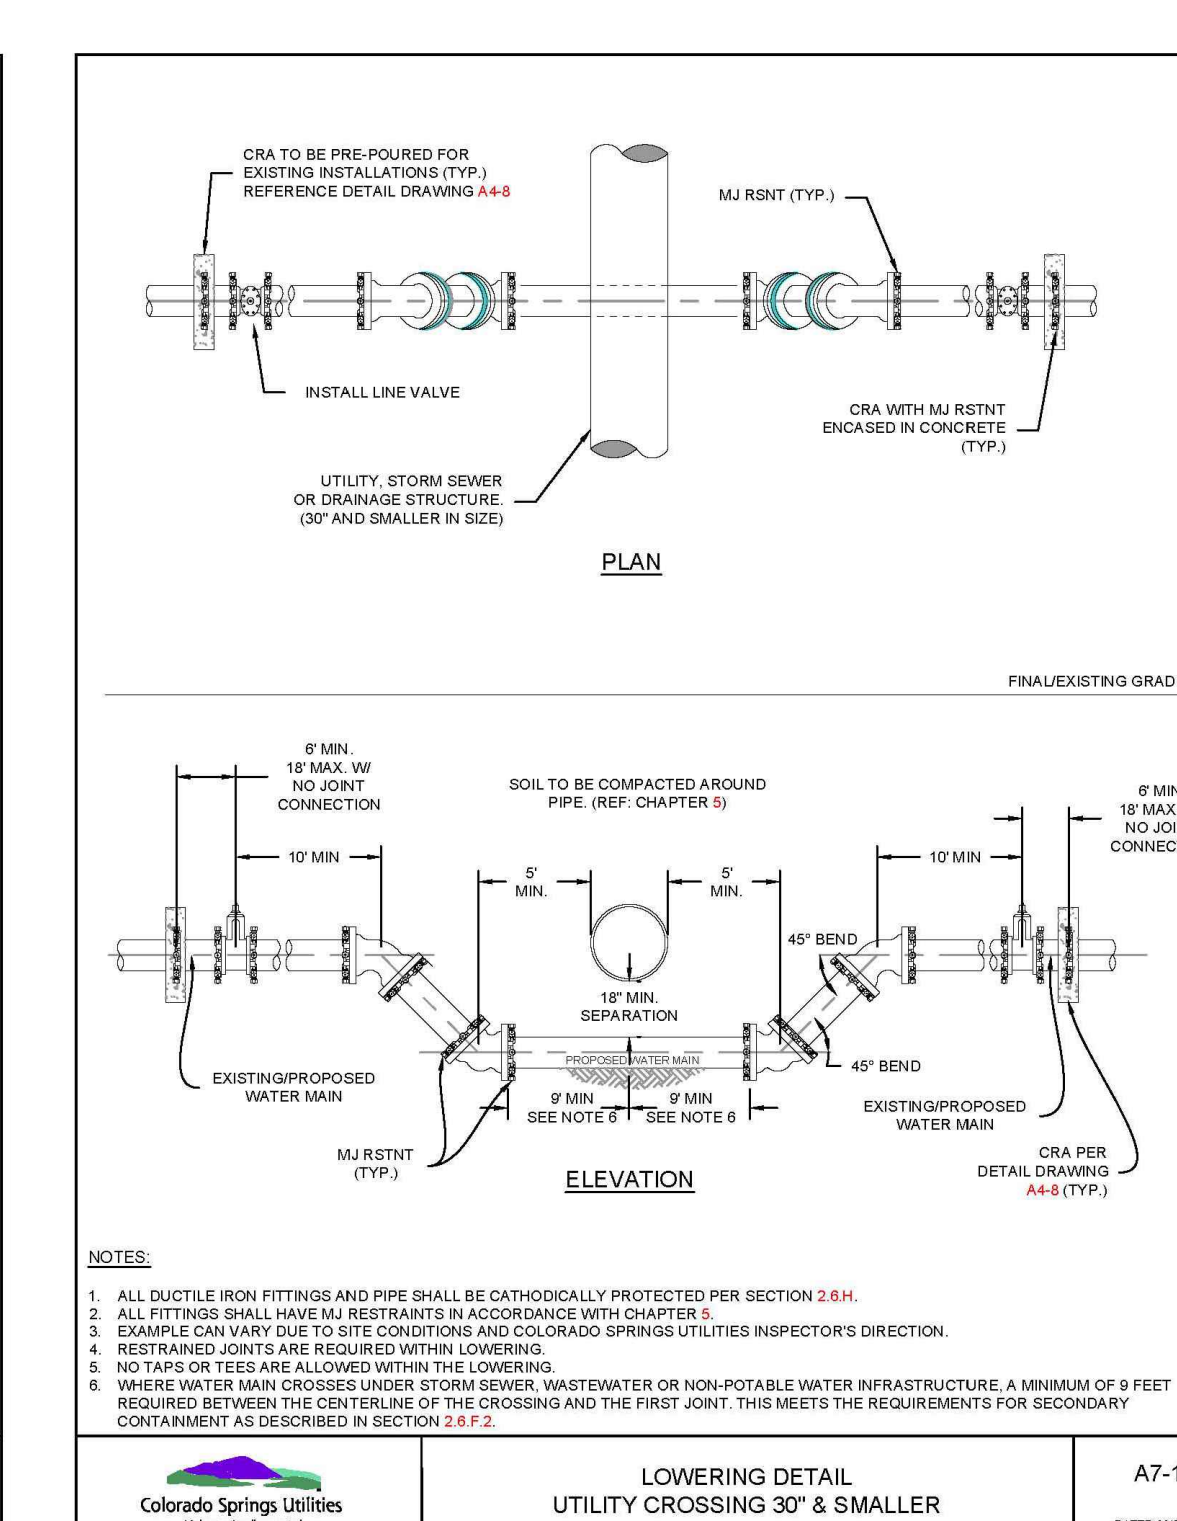 CRA TO BE PRE-POURED FOR
EXISTING INSTALLATIONS (TYP.)
REFERENCE DETAIL DRAWING A4-8
MJ RSNT (TYP.)
INSTALL LINE VALVE
CRA WITH MJ RSTNT
ENCASED IN CONCRETE
(TYP.)
UTILITY, STORM SEWER
OR DRAINAGE STRUCTURE.
(30" AND SMALLER IN SIZE)
PLAN
FINAL/EXISTING GRAD
6' MIN.
18' MAX. W/
NO JOINT
CONNECTION
SOIL TO BE COMPACTED AROUND
PIPE. (REF: CHAPTER 5)
6' MIN
18' MAX
NO JOI
CONNEC
10' MIN
5'
MIN.
5'
MIN.
10' MIN
45° BEND
18" MIN.
SEPARATION
PROPOSED WATER MAIN
45° BEND
EXISTING/PROPOSED
WATER MAIN
9' MIN
SEE NOTE 6
9' MIN
SEE NOTE 6
EXISTING/PROPOSED
WATER MAIN
MJ RSTNT
(TYP.)
CRA PER
DETAIL DRAWING
A4-8 (TYP.)
ELEVATION
NOTES:
1. ALL DUCTILE IRON FITTINGS AND PIPE SHALL BE CATHODICALLY PROTECTED PER SECTION 2.6.H.
2. ALL FITTINGS SHALL HAVE MJ RESTRAINTS IN ACCORDANCE WITH CHAPTER 5.
3. EXAMPLE CAN VARY DUE TO SITE CONDITIONS AND COLORADO SPRINGS UTILITIES INSPECTOR'S DIRECTION.
4. RESTRAINED JOINTS ARE REQUIRED WITHIN LOWERING.
5. NO TAPS OR TEES ARE ALLOWED WITHIN THE LOWERING.
6. WHERE WATER MAIN CROSSES UNDER STORM SEWER, WASTEWATER OR NON-POTABLE WATER INFRASTRUCTURE, A MINIMUM OF 9 FEET
REQUIRED BETWEEN THE CENTERLINE OF THE CROSSING AND THE FIRST JOINT. THIS MEETS THE REQUIREMENTS FOR SECONDARY
CONTAINMENT AS DESCRIBED IN SECTION 2.6.F.2.
Colorado Springs Utilities
LOWERING DETAIL
UTILITY CROSSING 30" & SMALLER
A7-1